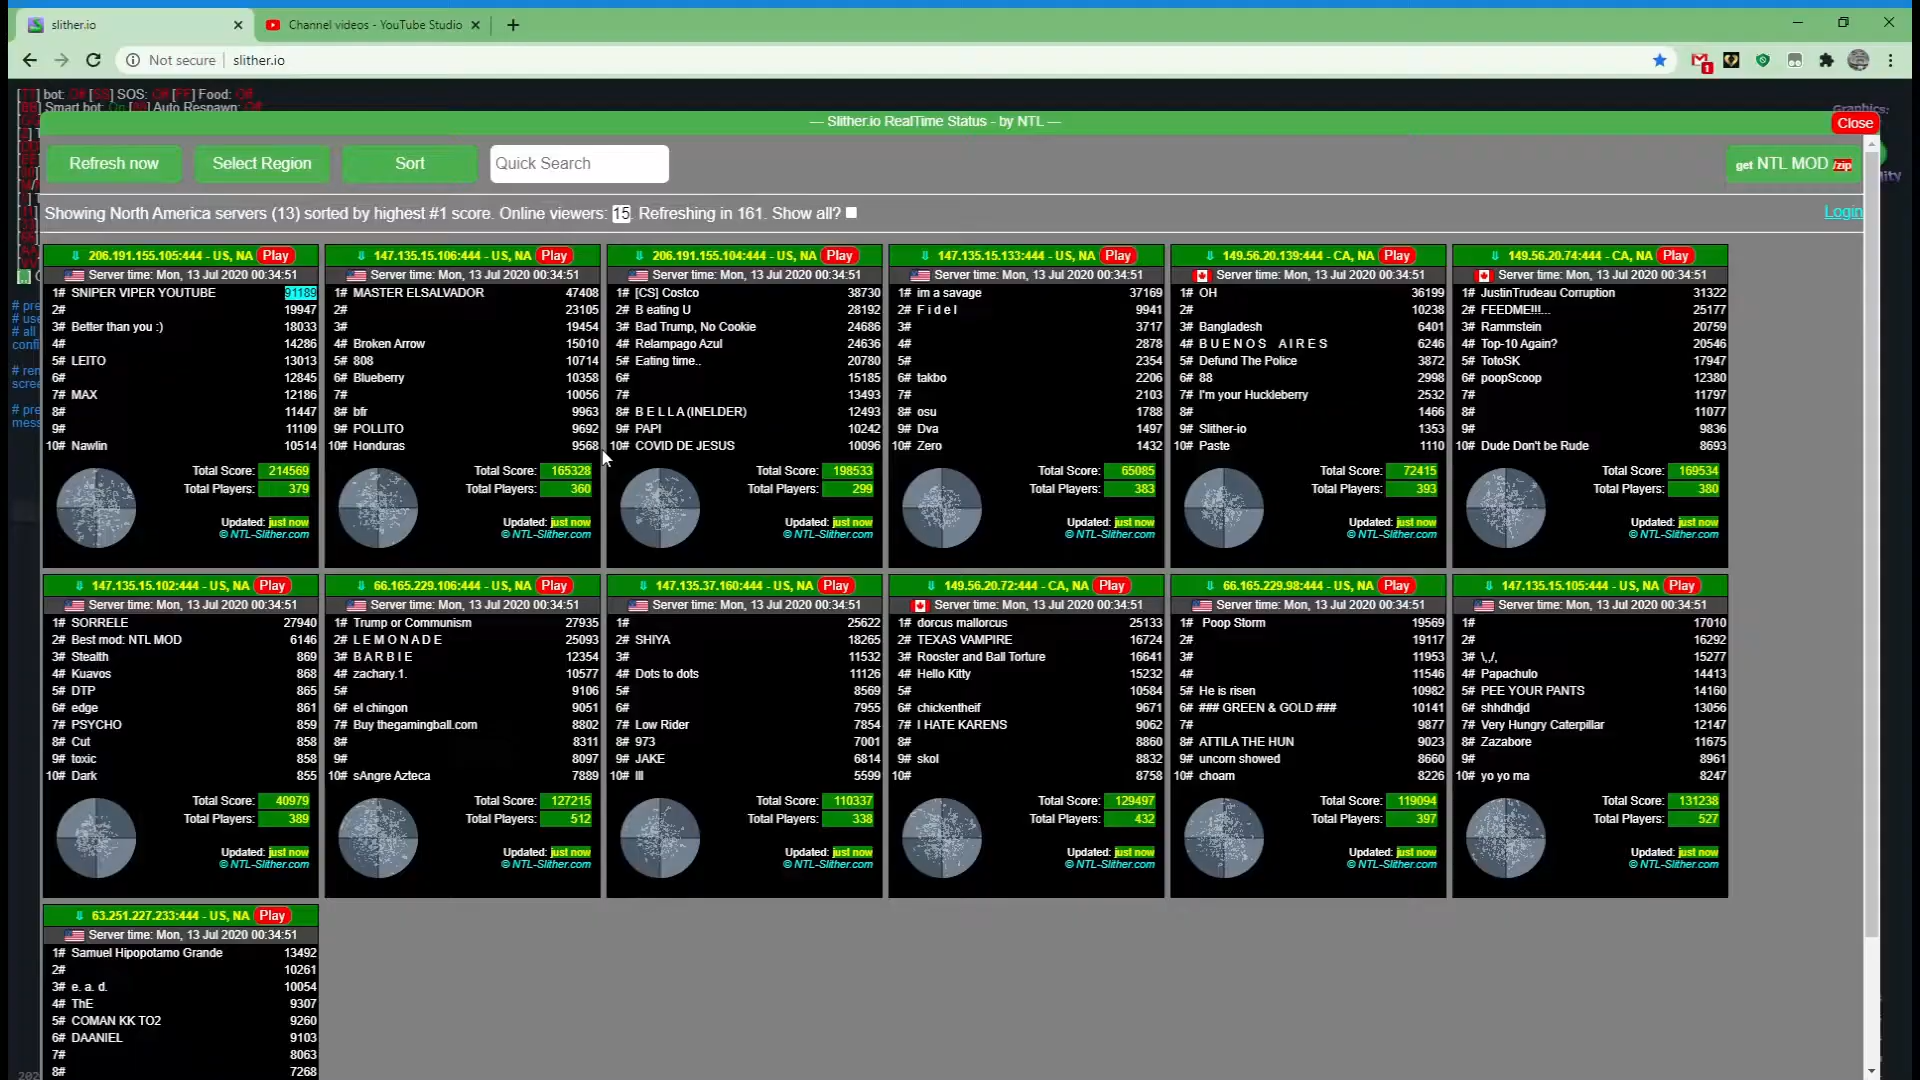 slither.io
Channel videos - YouTube Studio
Not secure
slither.io
bot: Off [SS] SOS: Off [FF] Food: Off
Smart bot: On
Auto Respawn: Off
Graphics:
— Slither.io RealTime Status - by NTL —
Close
Refresh now
Select Region
Sort
Quick Search
get NTL MOD /zip
Showing North America servers (13) sorted by highest #1 score. Online viewers: 15. Refreshing in 161. Show all?
Login
206.191.155.105:444 - US, NA Play
Server time: Mon, 13 Jul 2020 00:34:51
1# SNIPER VIPER YOUTUBE 91189
2# 19947
3# Better than you :) 18033
4# 14286
5# LEITO 13013
6# 12845
7# MAX 12186
8# 11447
9# 11109
10# Nawlin 10514
Total Score: 214569
Total Players: 379
Updated: just now
© NTL-Slither.com
147.135.15.106:444 - US, NA Play
Server time: Mon, 13 Jul 2020 00:34:51
1# MASTER ELSALVADOR 47408
2# 23105
3# 19454
4# Broken Arrow 15010
5# 808 10714
6# Blueberry 10358
7# 10056
8# bfr 9963
9# POLLITO 9692
10# Honduras 9568
Total Score: 165328
Total Players: 360
Updated: just now
© NTL-Slither.com
206.191.155.104:444 - US, NA Play
Server time: Mon, 13 Jul 2020 00:34:51
1# [CS] Costco 38730
2# B eating U 28192
3# Bad Trump, No Cookie 24686
4# Relampago Azul 24636
5# Eating time.. 20780
6# 15185
7# 13493
8# B E L L A (INELDER) 12493
9# PAPI 10242
10# COVID DE JESUS 10096
Total Score: 198533
Total Players: 299
Updated: just now
© NTL-Slither.com
147.135.15.133:444 - US, NA Play
Server time: Mon, 13 Jul 2020 00:34:51
1# im a savage 37169
2# F i d e l 9941
3# 3717
4# 2878
5# 2354
6# takbo 2206
7# 2103
8# osu 1788
9# Dva 1497
10# Zero 1432
Total Score: 65085
Total Players: 383
Updated: just now
© NTL-Slither.com
149.56.20.139:444 - CA, NA Play
Server time: Mon, 13 Jul 2020 00:34:51
1# OH 36199
2# 10238
3# Bangladesh 6401
4# B U E N O S A I R E S 6246
5# Defund The Police 3872
6# 88 2998
7# I'm your Huckleberry 2532
8# 1466
9# Slither-io 1353
10# Paste 1110
Total Score: 72415
Total Players: 393
Updated: just now
© NTL-Slither.com
149.56.20.74:444 - CA, NA Play
Server time: Mon, 13 Jul 2020 00:34:51
1# JustinTrudeau Corruption 31322
2# FEEDME!!!... 25177
3# Rammstein 20759
4# Top-10 Again? 20546
5# TotoSK 17947
6# poopScoop 12380
7# 11797
8# 11077
9# 9836
10# Dude Don't be Rude 8693
Total Score: 169534
Total Players: 380
Updated: just now
© NTL-Slither.com
147.135.15.102:444 - US, NA Play
Server time: Mon, 13 Jul 2020 00:34:51
1# SORRELE 27940
2# Best mod: NTL MOD 6146
3# Stealth 869
4# Kuavos 868
5# DTP 865
6# edge 861
7# PSYCHO 859
8# Cut 858
9# toxic 858
10# Dark 855
Total Score: 40979
Total Players: 389
Updated: just now
© NTL-Slither.com
66.165.229.106:444 - US, NA Play
Server time: Mon, 13 Jul 2020 00:34:51
1# Trump or Communism 27935
2# L E M O N A D E 25093
3# B A R B I E 12354
4# zachary.1. 10577
5# 9106
6# el chingon 9051
7# Buy thegamingball.com 8802
8# 8311
9# 8097
10# sAngre Azteca 7889
Total Score: 127215
Total Players: 512
Updated: just now
© NTL-Slither.com
147.135.37.160:444 - US, NA Play
Server time: Mon, 13 Jul 2020 00:34:51
1# 25622
2# SHIYA 18265
3# 11532
4# Dots to dots 11126
5# 8569
6# 7955
7# Low Rider 7854
8# 973 7001
9# JAKE 6814
10# lll 5599
Total Score: 110337
Total Players: 338
Updated: just now
© NTL-Slither.com
149.56.20.72:444 - CA, NA Play
Server time: Mon, 13 Jul 2020 00:34:51
1# dorcus mallorcus 25133
2# TEXAS VAMPIRE 16724
3# Rooster and Ball Torture 16641
4# Hello Kitty 15232
5# 10584
6# chickentheif 9671
7# I HATE KARENS 9062
8# 8860
9# skol 8832
10# 8758
Total Score: 129497
Total Players: 432
Updated: just now
© NTL-Slither.com
66.165.229.98:444 - US, NA Play
Server time: Mon, 13 Jul 2020 00:34:51
1# Poop Storm 19569
2# 19117
3# 11953
4# 11546
5# He is risen 10982
6# ### GREEN & GOLD ### 10141
7# 9877
8# ATTILA THE HUN 9023
9# uncorn showed 8660
10# choam 8226
Total Score: 119094
Total Players: 397
Updated: just now
© NTL-Slither.com
147.135.15.105:444 - US, NA Play
Server time: Mon, 13 Jul 2020 00:34:51
1# 17010
2# 16292
3# \,./, 15277
4# Papachulo 14413
5# PEE YOUR PANTS 14160
6# shhdhdjd 13056
7# Very Hungry Caterpillar 12147
8# Zazabore 11675
9# 8961
10# yo yo ma 8247
Total Score: 131238
Total Players: 527
Updated: just now
© NTL-Slither.com
63.251.227.233:444 - US, NA Play
Server time: Mon, 13 Jul 2020 00:34:51
1# Samuel Hipopotamo Grande 13492
2# 10261
3# e. a. d. 10054
4# ThE 9307
5# COMAN KK TO2 9260
6# DAANIEL 9103
7# 8063
8# 7268